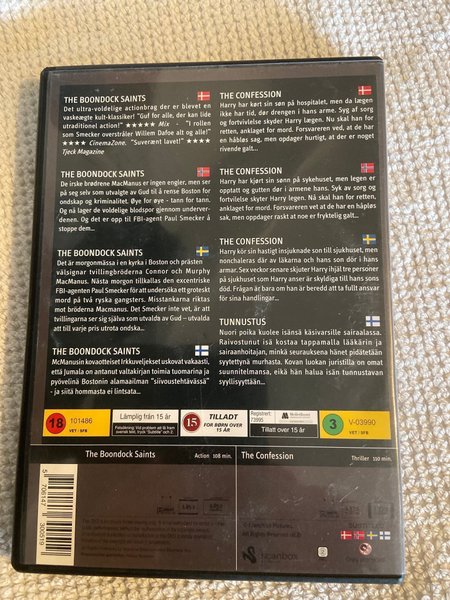 THE BOONDOCK SAINTS
Det ultra-voldelige actionbrag der er blevet en
vaskeægte kult-klassiker! "Guf for alle, der kan lide
utraditionel action!" ★★★★★ Mix - "I rollen
som Smecker overstråler Willem Dafoe alt og alle!"
★★★★ CinemaZone. "Suverænt lavet!" ★★★★
Tjeck Magazine
THE BOONDOCK SAINTS
De irske brødrene MacManus er ingen engler, men ser
på seg selv som utvalgte av Gud til å rense Boston for
ondskap og kriminalitet. Øye for øye - tann for tann.
Og nå lager de voldelige blodspor gjennom underver-
denen. Og det er opp til FBI-agent Paul Smecker å
stoppe dem...
THE BOONDOCK SAINTS
Det är morgonmässa i en kyrka i Boston och prästen
välsignar tvillingbröderna Connor och Murphy
MacManus. Nästa morgon tillkallas den excentriske
FBI-agenten Paul Smecker för att undersöka ett groteskt
mord på två ryska gangsters. Misstankarna riktas
mot bröderna Macmanus. Det Smecker inte vet, är att
tvillingarna ser sig själva som utvalda av Gud – utvalda
att till varje pris utrota ondska...
THE BOONDOCK SAINTS
McManusin kovaotteiset irkkuveljekset uskovat vakaasti,
että Jumala on antanut valtakirjan toimia tuomarina ja
pyövelinä Bostonin alamaailman "siivoustehtävässä"
- ja siitä hommasta ei lintsata...
THE CONFESSION
Harry har kørt sin søn på hospitalet, men da lægen
ikke har tid, dør drengen i hans arme. Syg af sorg
og fortvivlelse skyder Harry lægen. Nu skal han for
retten, anklaget for mord. Forsvareren ved, at de har
en håbløs sag, men opdager hurtigt, at der er noget
rivende galt...
THE CONFESSION
Harry har kjørt sin sønn på sykehuset, men legen er
opptatt og gutten dør i armene hans. Syk av sorg og
fortvilelse skyter Harry legen. Nå skal han for retten,
anklaget for mord. Forsvareren vet at de har en håpløs
sak, men oppdager raskt at noe er fryktelig galt...
THE CONFESSION
Harry kör sin hastigt insjuknade son till sjukhuset, men
nonchaleras där av läkarna och hans son dör i hans
armar. Sex veckor senare skjuter Harry ihjäl tre personer
på sjukhuset som Harry anser är skyldiga till hans sons
död. Frågan är bara om han är beredd att ta fullt ansvar
för sina handlingar...
TUNNUSTUS
Nuori poika kuolee isänsä käsivarsille sairaalassa.
Raivostunut isä kostaa tappamalla lääkärin ja
sairaanhoitajan, minkä seurauksena hänet pidätetään
syytettynä murhasta. Kovan luokan juristilla on omat
suunnitelmansa, eikä hän halua isän tunnustavan
syyllisyyttään...
18 101486
VET / SFB
Lämplig från 15 år
15 TILLADT
FOR BØRN OVER
15 ÅR
Registrert:
73995
Tillatt over 15 år
3 V-03990
VET / SFB
The Boondock Saints Action 108 min.
The Confession Thriller 110 min.
Scanbox